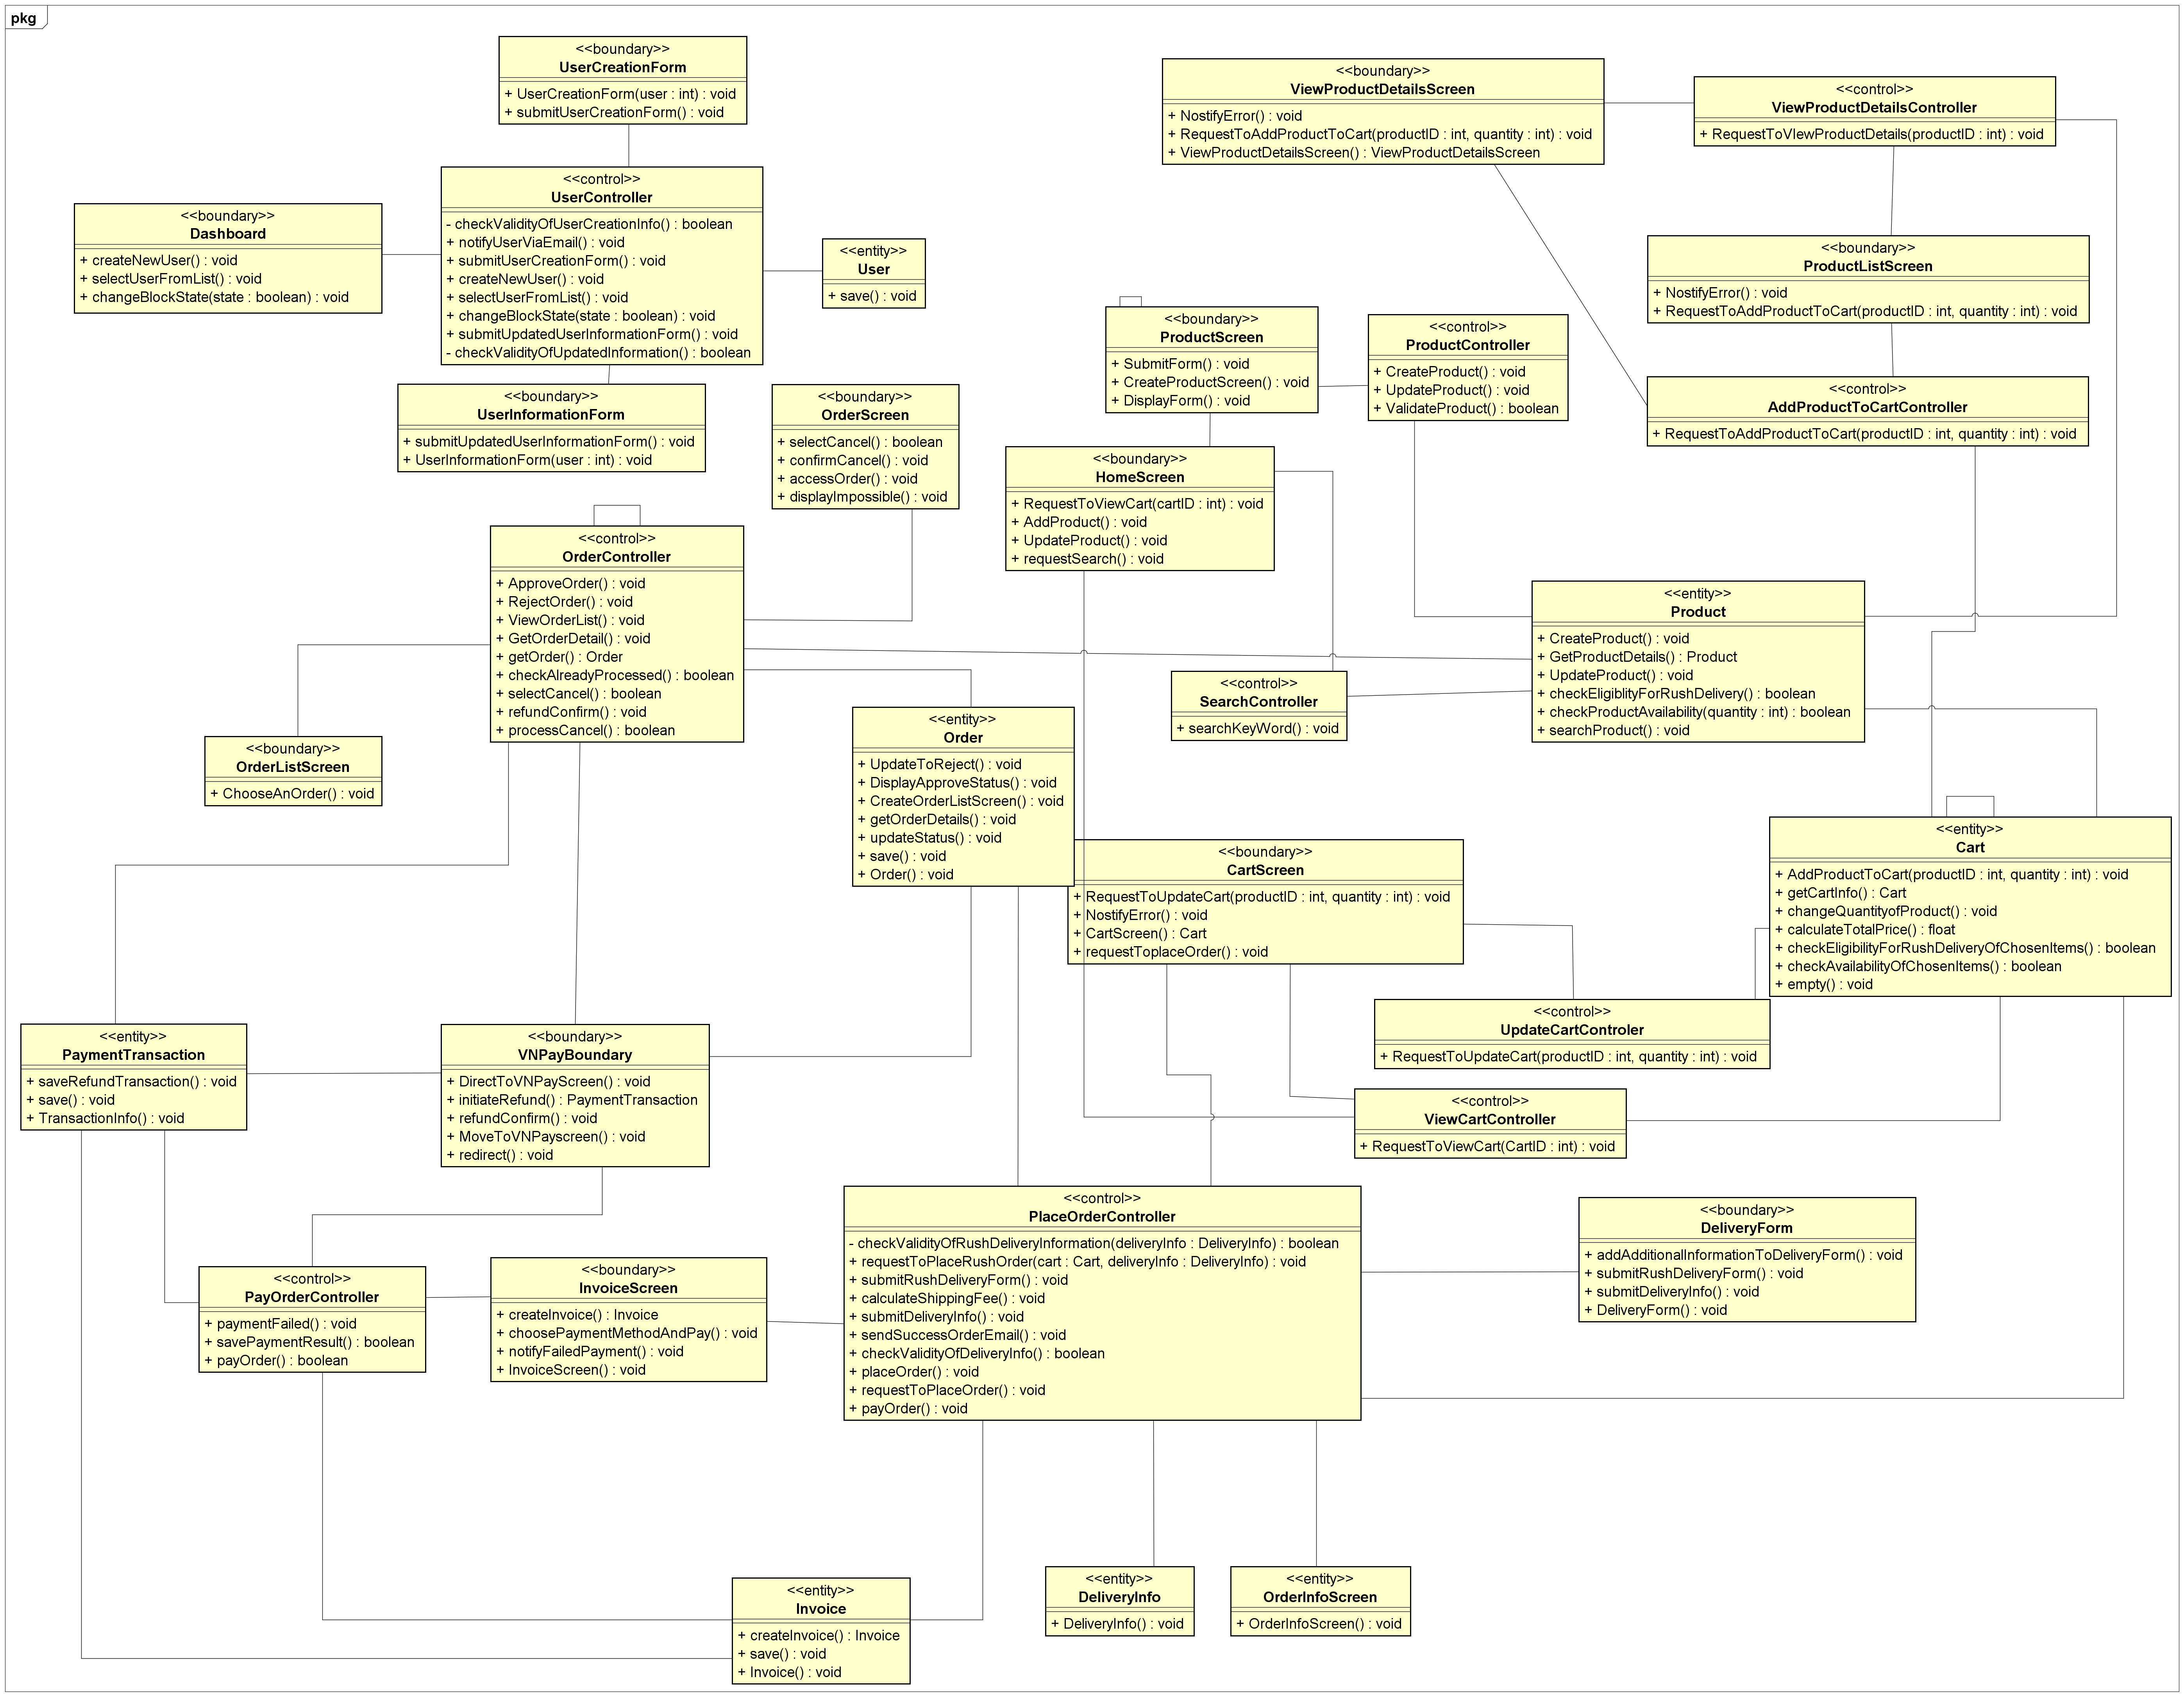 pkg
<<boundary>>
UserCreationForm
+ UserCreationForm(user : int) : void
+ submitUserCreationForm() : void
<<boundary>>
ViewProductDetailsScreen
+ NostifyError() : void
+ RequestToAddProductToCart(productID : int, quantity : int) : void
+ ViewProductDetailsScreen() : ViewProductDetailsScreen
<<control>>
ViewProductDetailsController
+ RequestToVIewProductDetails(productID : int) : void
<<control>>
UserController
- checkValidityOfUserCreationInfo() : boolean
+ notifyUserViaEmail() : void
+ submitUserCreationForm() : void
+ createNewUser() : void
+ selectUserFromList() : void
+ changeBlockState(state : boolean) : void
+ submitUpdatedUserInformationForm() : void
- checkValidityOfUpdatedInformation() : boolean
<<boundary>>
Dashboard
+ createNewUser() : void
+ selectUserFromList() : void
+ changeBlockState(state : boolean) : void
<<entity>>
User
+ save() : void
<<boundary>>
ProductListScreen
+ NostifyError() : void
+ RequestToAddProductToCart(productID : int, quantity : int) : void
<<boundary>>
ProductScreen
+ SubmitForm() : void
+ CreateProductScreen() : void
+ DisplayForm() : void
<<control>>
ProductController
+ CreateProduct() : void
+ UpdateProduct() : void
+ ValidateProduct() : boolean
<<control>>
AddProductToCartController
+ RequestToAddProductToCart(productID : int, quantity : int) : void
<<boundary>>
UserInformationForm
+ submitUpdatedUserInformationForm() : void
+ UserInformationForm(user : int) : void
<<boundary>>
OrderScreen
+ selectCancel() : boolean
+ confirmCancel() : void
+ accessOrder() : void
+ displayImpossible() : void
<<boundary>>
HomeScreen
+ RequestToViewCart(cartID : int) : void
+ AddProduct() : void
+ UpdateProduct() : void
+ requestSearch() : void
<<control>>
OrderController
+ ApproveOrder() : void
+ RejectOrder() : void
+ ViewOrderList() : void
+ GetOrderDetail() : void
+ getOrder() : Order
+ checkAlreadyProcessed() : boolean
+ selectCancel() : boolean
+ refundConfirm() : void
+ processCancel() : boolean
<<entity>>
Product
+ CreateProduct() : void
+ GetProductDetails() : Product
+ UpdateProduct() : void
+ checkEligiblityForRushDelivery() : boolean
+ checkProductAvailability(quantity : int) : boolean
+ searchProduct() : void
<<control>>
SearchController
+ searchKeyWord() : void
<<boundary>>
OrderListScreen
+ ChooseAnOrder() : void
<<entity>>
Order
+ UpdateToReject() : void
+ DisplayApproveStatus() : void
+ CreateOrderListScreen() : void
+ getOrderDetails() : void
+ updateStatus() : void
+ save() : void
+ Order() : void
<<boundary>>
CartScreen
+ RequestToUpdateCart(productID : int, quantity : int) : void
+ NostifyError() : void
+ CartScreen() : Cart
+ requestToplaceOrder() : void
<<entity>>
Cart
+ AddProductToCart(productID : int, quantity : int) : void
+ getCartInfo() : Cart
+ changeQuantityofProduct() : void
+ calculateTotalPrice() : float
+ checkEligibilityForRushDeliveryOfChosenItems() : boolean
+ checkAvailabilityOfChosenItems() : boolean
+ empty() : void
<<control>>
UpdateCartControler
+ RequestToUpdateCart(productID : int, quantity : int) : void
<<entity>>
PaymentTransaction
+ saveRefundTransaction() : void
+ save() : void
+ TransactionInfo() : void
<<boundary>>
VNPayBoundary
+ DirectToVNPayScreen() : void
+ initiateRefund() : PaymentTransaction
+ refundConfirm() : void
+ MoveToVNPayscreen() : void
+ redirect() : void
<<control>>
ViewCartController
+ RequestToViewCart(CartID : int) : void
<<control>>
PlaceOrderController
- checkValidityOfRushDeliveryInformation(deliveryInfo : DeliveryInfo) : boolean
+ requestToPlaceRushOrder(cart : Cart, deliveryInfo : DeliveryInfo) : void
+ submitRushDeliveryForm() : void
+ calculateShippingFee() : void
+ submitDeliveryInfo() : void
+ sendSuccessOrderEmail() : void
+ checkValidityOfDeliveryInfo() : boolean
+ placeOrder() : void
+ requestToPlaceOrder() : void
+ payOrder() : void
<<boundary>>
DeliveryForm
+ addAdditionalInformationToDeliveryForm() : void
+ submitRushDeliveryForm() : void
+ submitDeliveryInfo() : void
+ DeliveryForm() : void
<<control>>
PayOrderController
+ paymentFailed() : void
+ savePaymentResult() : boolean
+ payOrder() : boolean
<<boundary>>
InvoiceScreen
+ createInvoice() : Invoice
+ choosePaymentMethodAndPay() : void
+ notifyFailedPayment() : void
+ InvoiceScreen() : void
<<entity>>
Invoice
+ createInvoice() : Invoice
+ save() : void
+ Invoice() : void
<<entity>>
DeliveryInfo
+ DeliveryInfo() : void
<<entity>>
OrderInfoScreen
+ OrderInfoScreen() : void